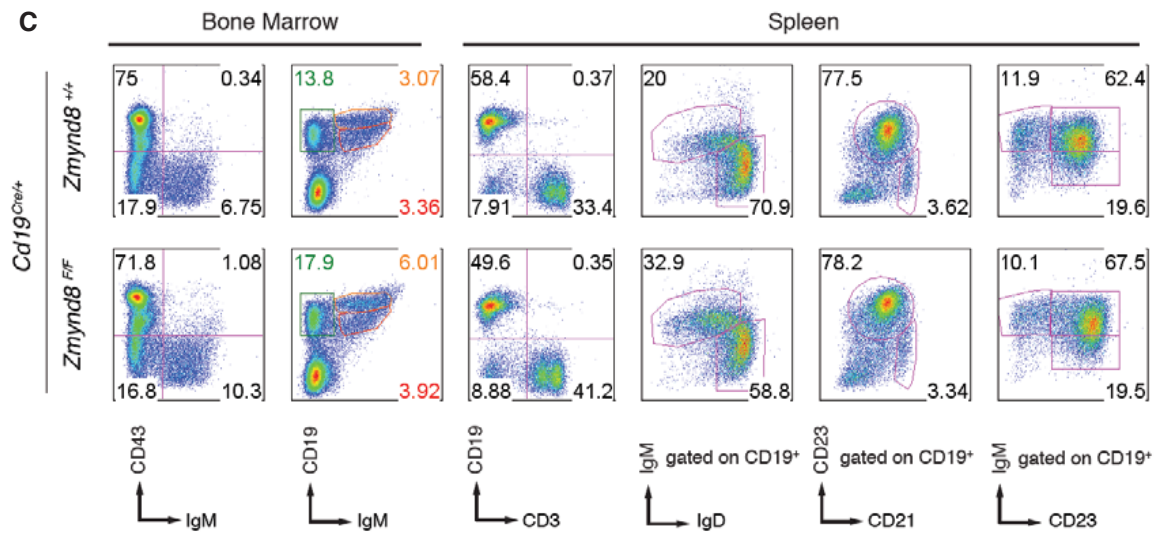 C
Bone Marrow
Spleen
Cd19Cre/+
Zmynd8 +/+
75
0.34
17.9
6.75
13.8
3.07
3.36
58.4
0.37
7.91
33.4
20
70.9
77.5
3.62
11.9
62.4
19.6
Zmynd8 F/F
71.8
1.08
16.8
10.3
17.9
6.01
3.92
49.6
0.35
8.88
41.2
32.9
58.8
78.2
3.34
10.1
67.5
19.5
CD43
IgM
CD19
IgM
CD19
CD3
IgM
gated on CD19+
IgD
CD23
gated on CD19+
CD21
IgM
gated on CD19+
CD23